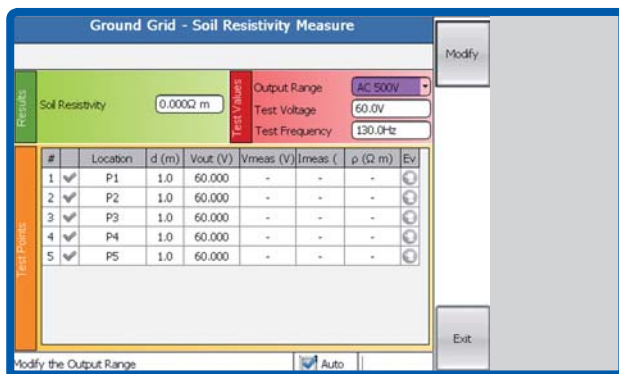 Ground Grid - Soil Resistivity Measure
Modify
Results
Soil Resistivity
0.000Ω m
Test Values
Output Range
AC 500V
Test Voltage
60.0V
Test Frequency
130.0Hz
Test Points
# Location d (m) Vout (V) Vmeas (V) Imeas ( ρ (Ω m) Ev
1 P1 1.0 60.000 - - -
2 P2 1.0 60.000 - - -
3 P3 1.0 60.000 - - -
4 P4 1.0 60.000 - - -
5 P5 1.0 60.000 - - -
Exit
Modify the Output Range
Auto